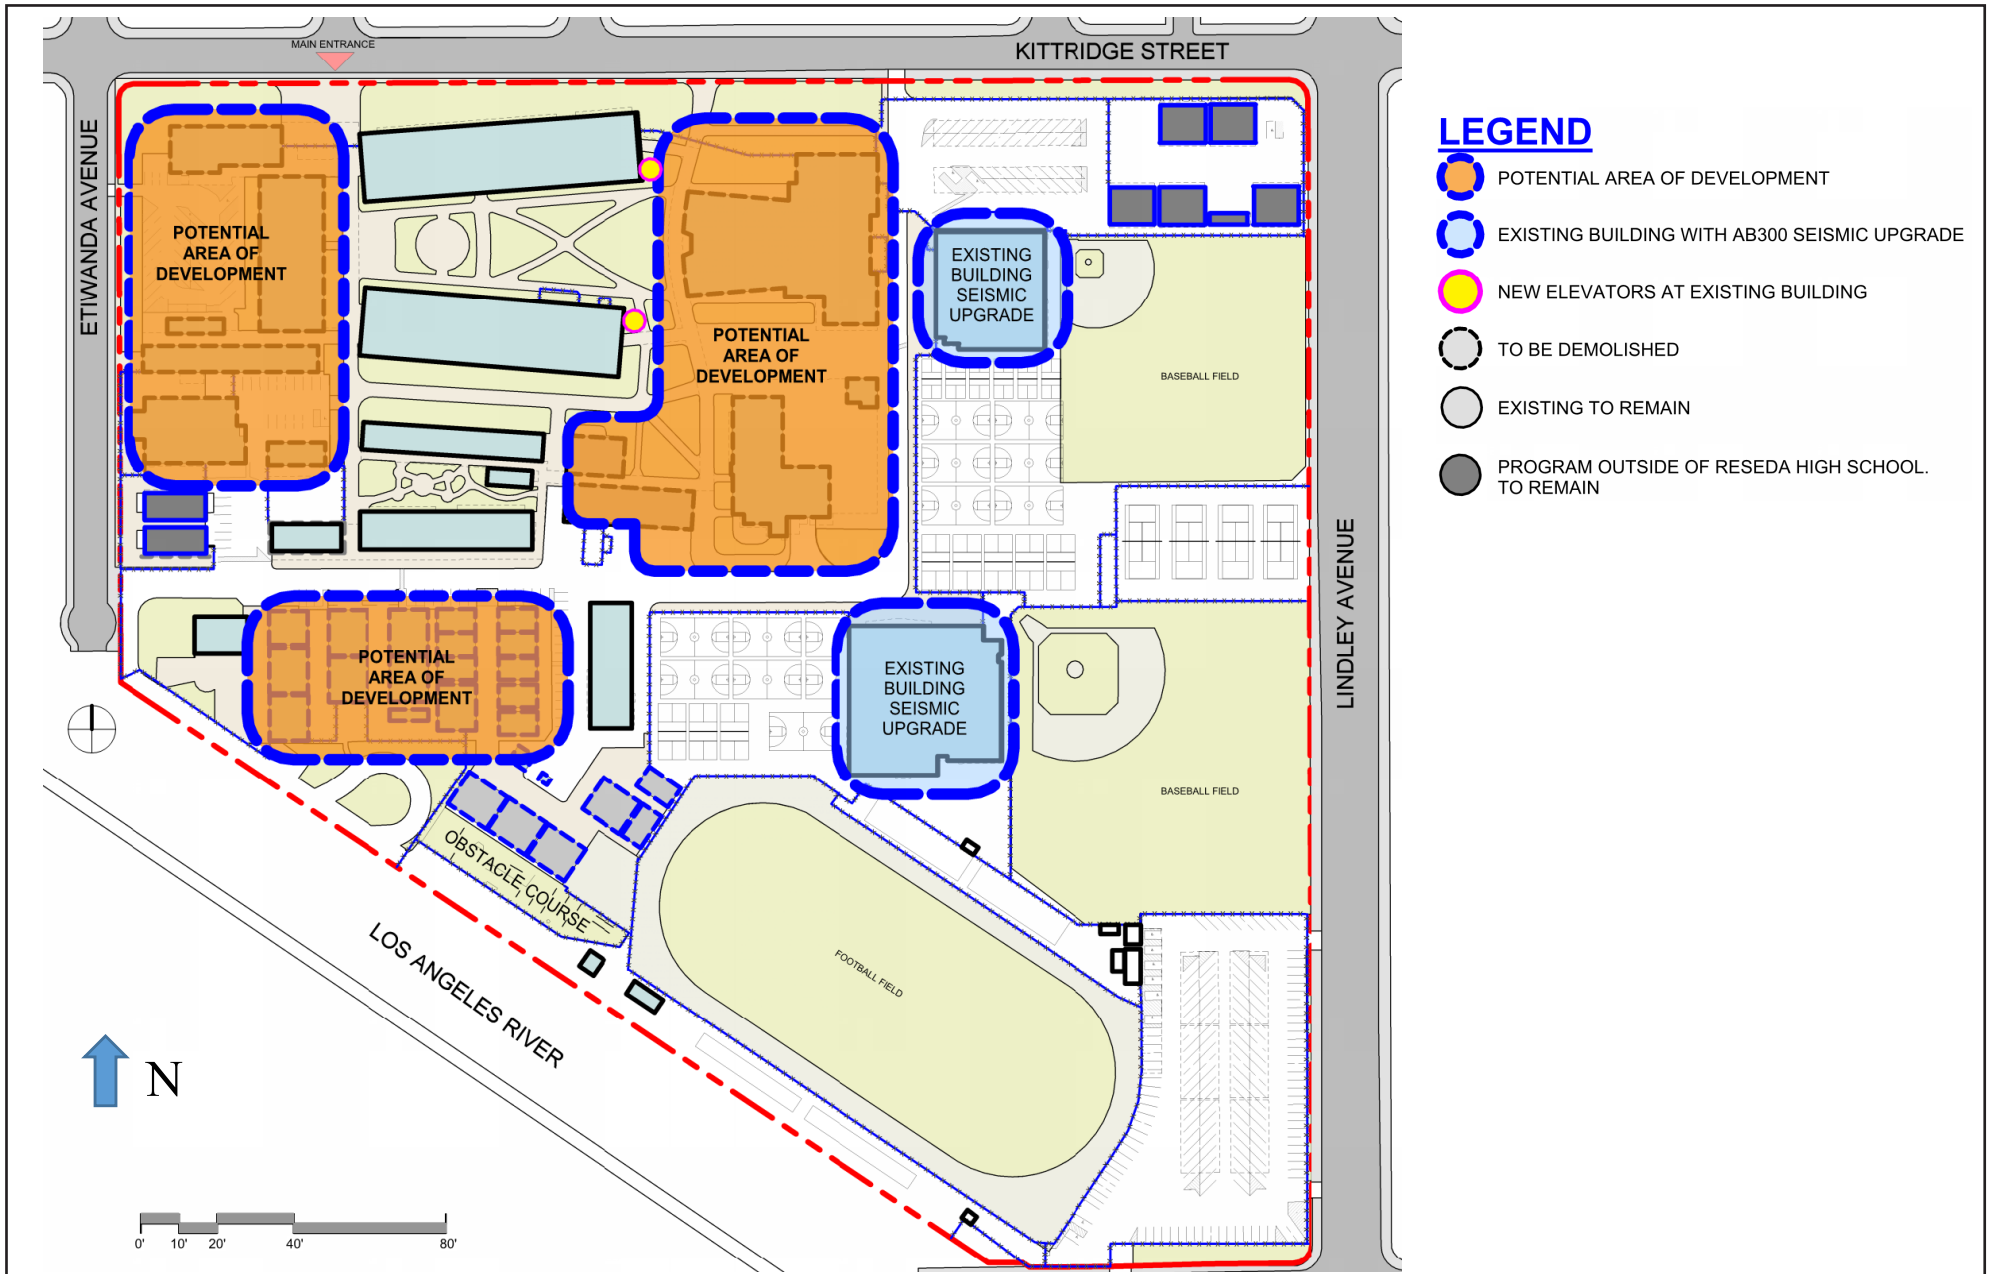 MAIN ENTRANCE
KITTRIDGE STREET
ETIWANDA AVENUE
POTENTIAL
AREA OF
DEVELOPMENT
EXISTING
BUILDING
SEISMIC
UPGRADE
POTENTIAL
AREA OF
DEVELOPMENT
BASEBALL FIELD
LINDLEY AVENUE
POTENTIAL
AREA OF
DEVELOPMENT
EXISTING
BUILDING
SEISMIC
UPGRADE
BASEBALL FIELD
OBSTACLE COURSE
FOOTBALL FIELD
LOS ANGELES RIVER
N
0' 10' 20' 40' 80'
LEGEND
POTENTIAL AREA OF DEVELOPMENT
EXISTING BUILDING WITH AB300 SEISMIC UPGRADE
NEW ELEVATORS AT EXISTING BUILDING
TO BE DEMOLISHED
EXISTING TO REMAIN
PROGRAM OUTSIDE OF RESEDA HIGH SCHOOL.
TO REMAIN